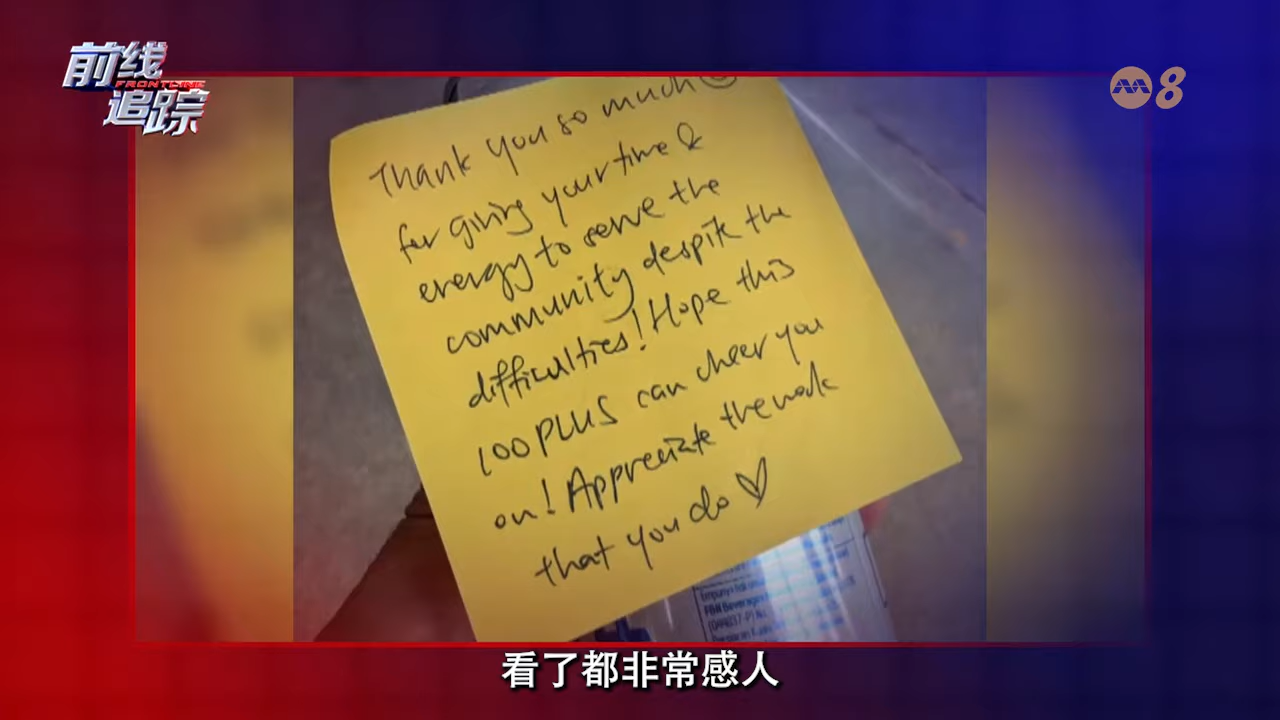 前线
FRONTLINE
追踪
8
Thank you so much
for giving your time &
energy to serve the
community despite the
difficulties! Hope this
100PLUS can cheer you
on! Appreciate the work
that you do ♡
F&N Beverages
看了都非常感人